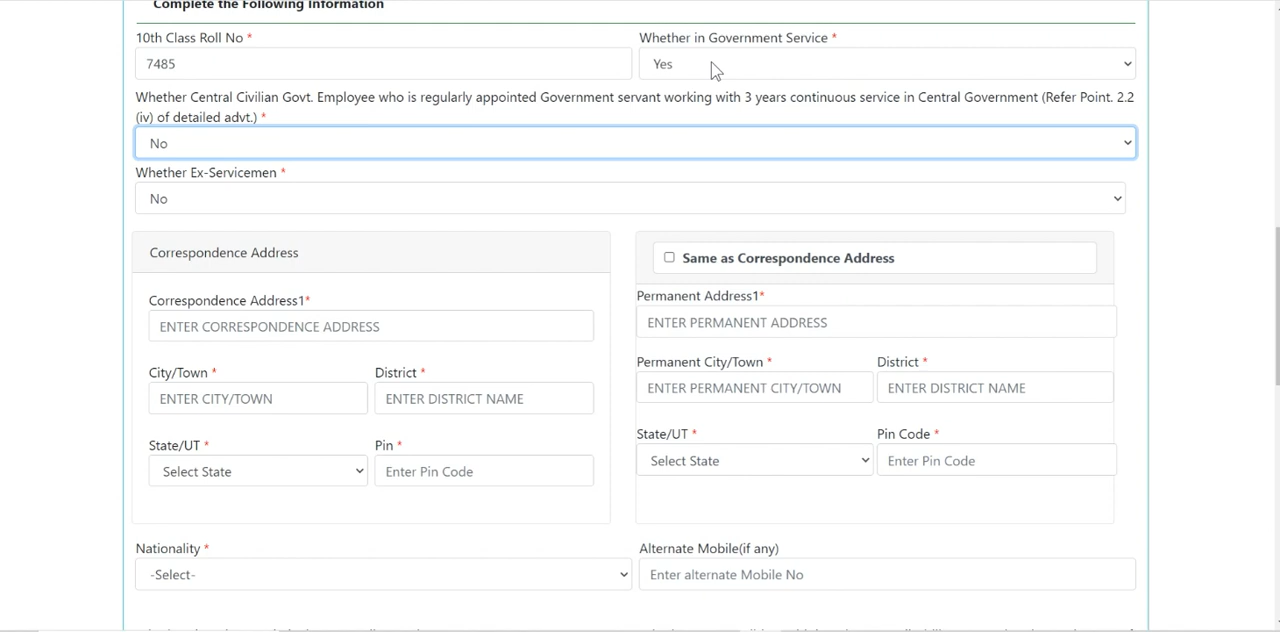 Complete the Following Information
10th Class Roll No *
Whether in Government Service *
7485
Yes
Whether Central Civilian Govt. Employee who is regularly appointed Government servant working with 3 years continuous service in Central Government (Refer Point. 2.2
(iv) of detailed advt.) *
No
Whether Ex-Servicemen *
No
Correspondence Address
Correspondence Address1*
ENTER CORRESPONDENCE ADDRESS
City/Town *
District *
ENTER CITY/TOWN
ENTER DISTRICT NAME
State/UT *
Pin *
Select State
Enter Pin Code
Same as Correspondence Address
Permanent Address1*
ENTER PERMANENT ADDRESS
Permanent City/Town *
District *
ENTER PERMANENT CITY/TOWN
ENTER DISTRICT NAME
State/UT *
Pin Code *
Select State
Enter Pin Code
Nationality *
Alternate Mobile(if any)
-Select-
Enter alternate Mobile No